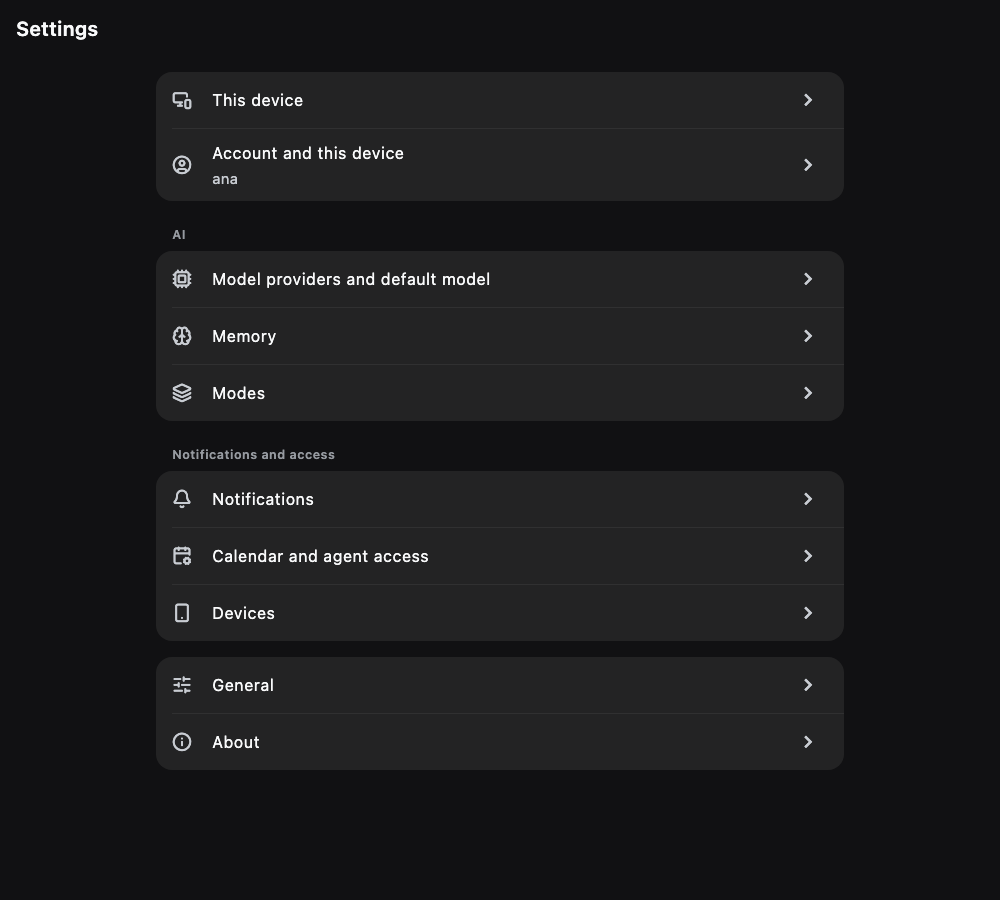 Settings
This device
Account and this device
ana
AI
Model providers and default model
Memory
Modes
Notifications and access
Notifications
Calendar and agent access
Devices
General
About